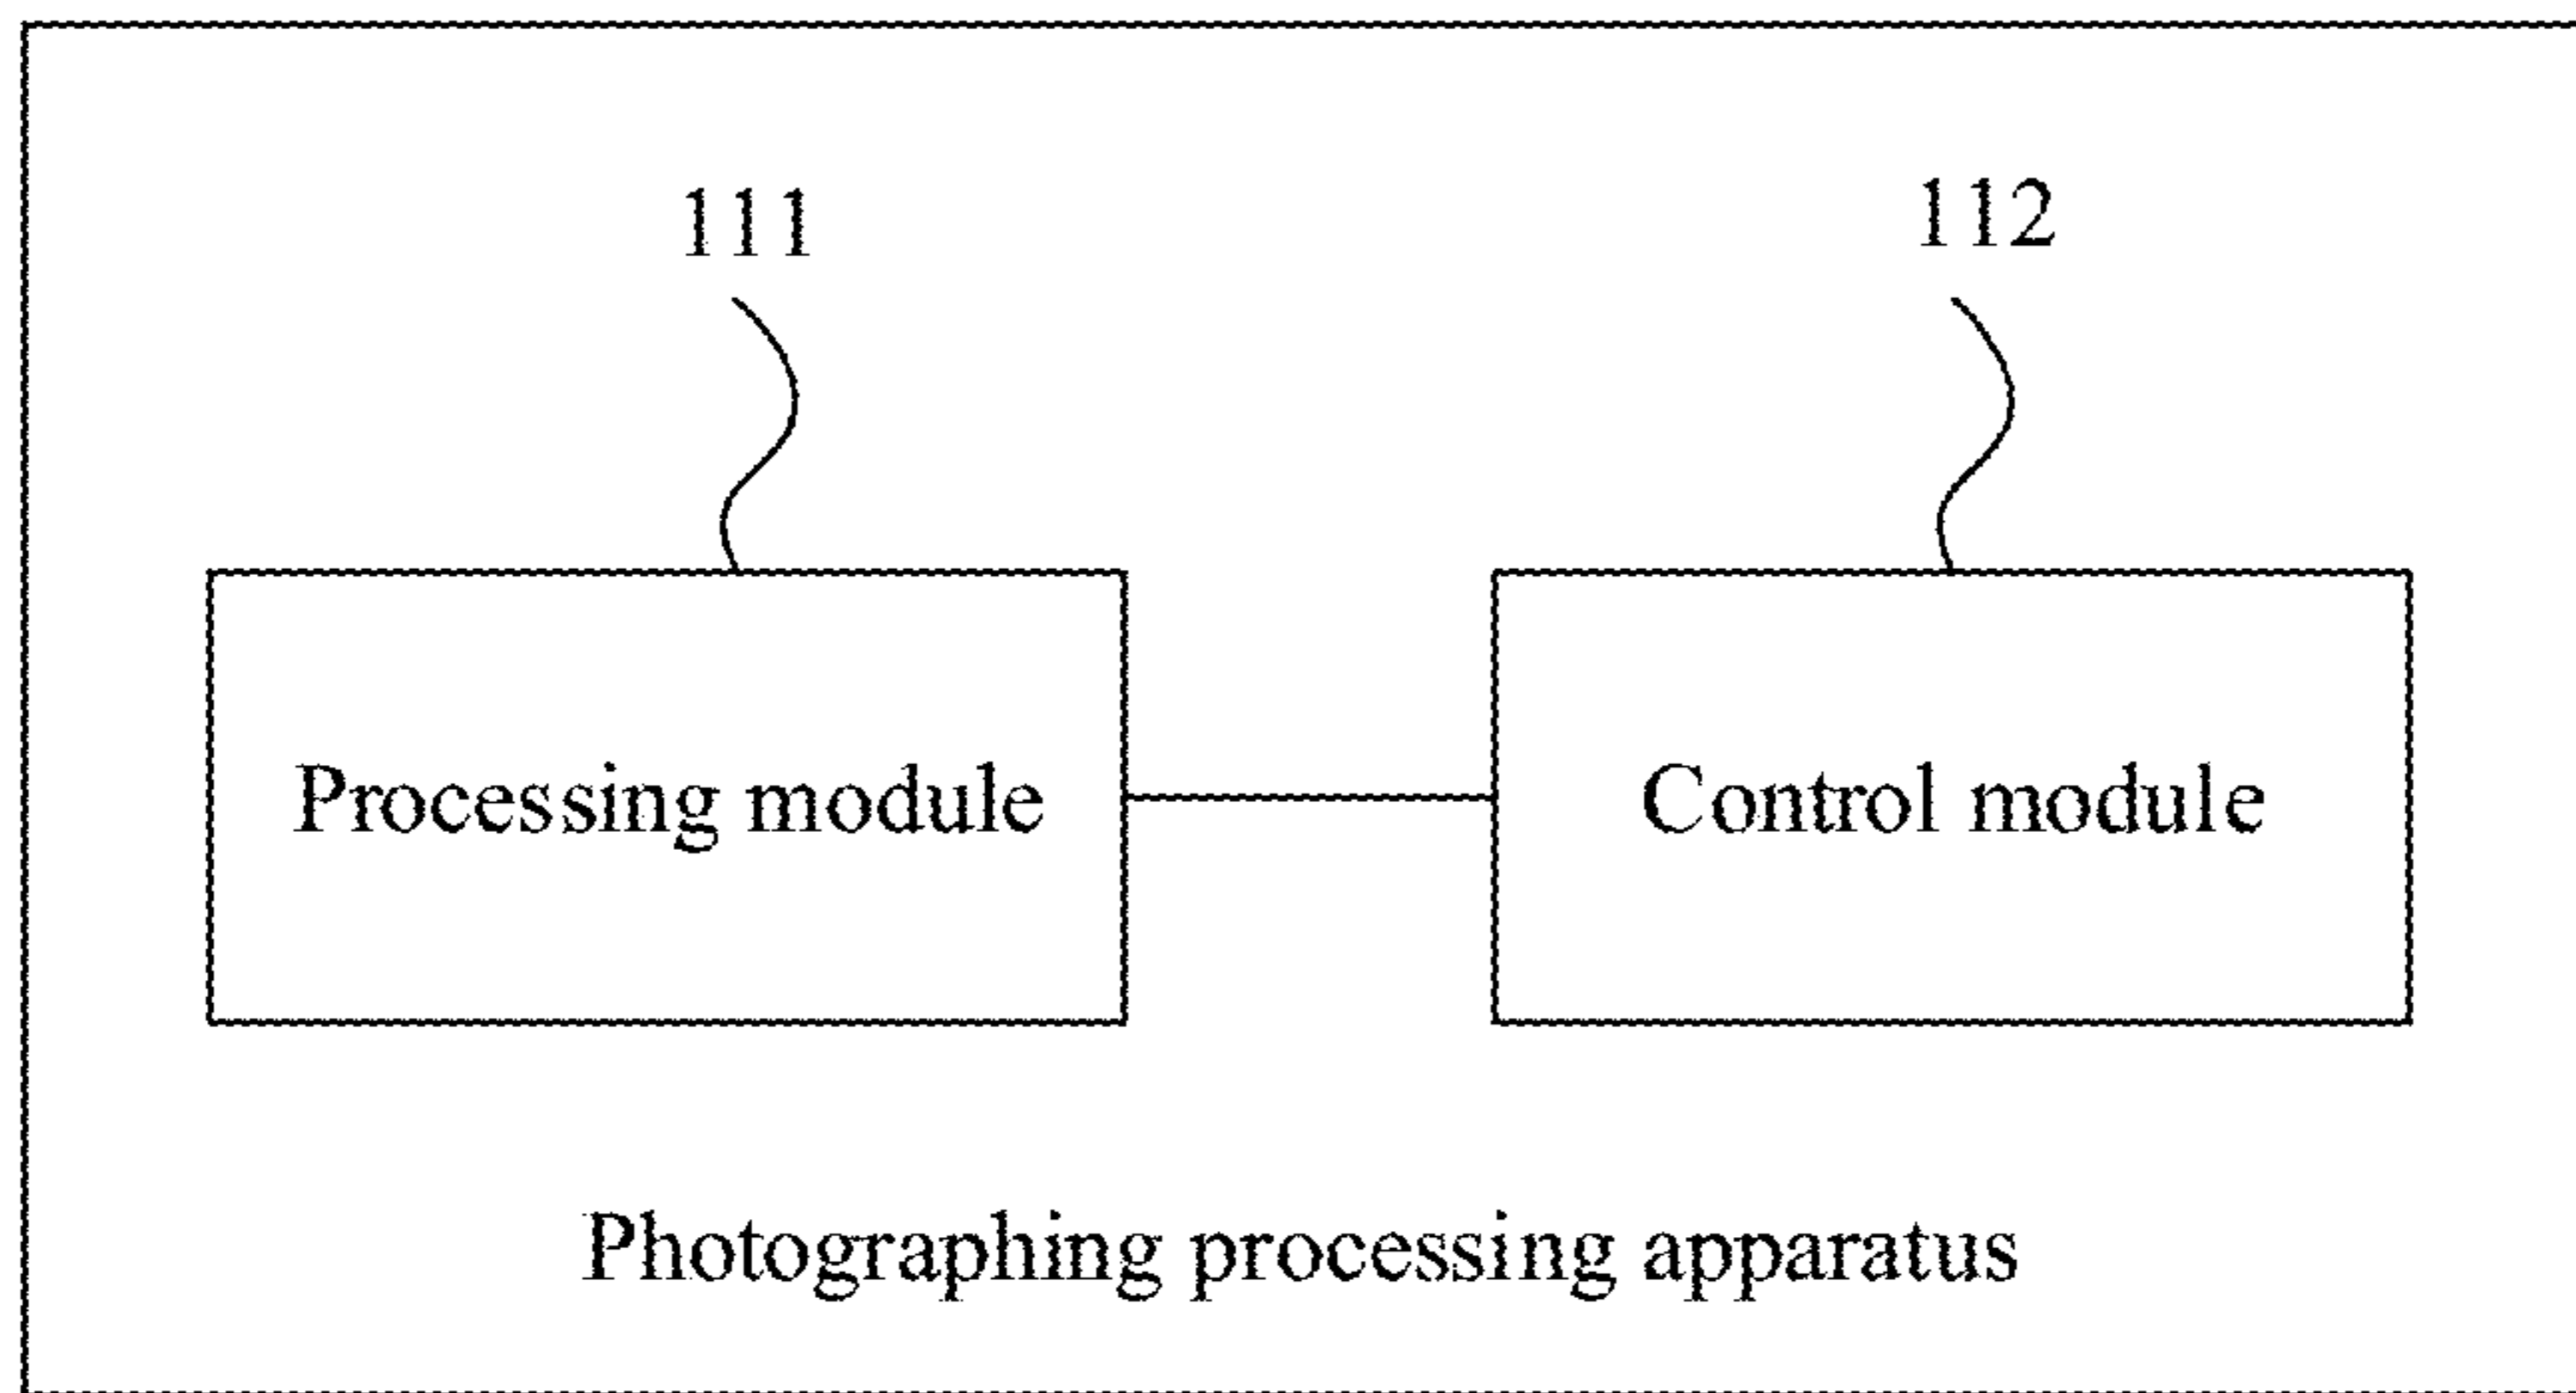 111
112
Processing module
Control module
Photographing processing apparatus